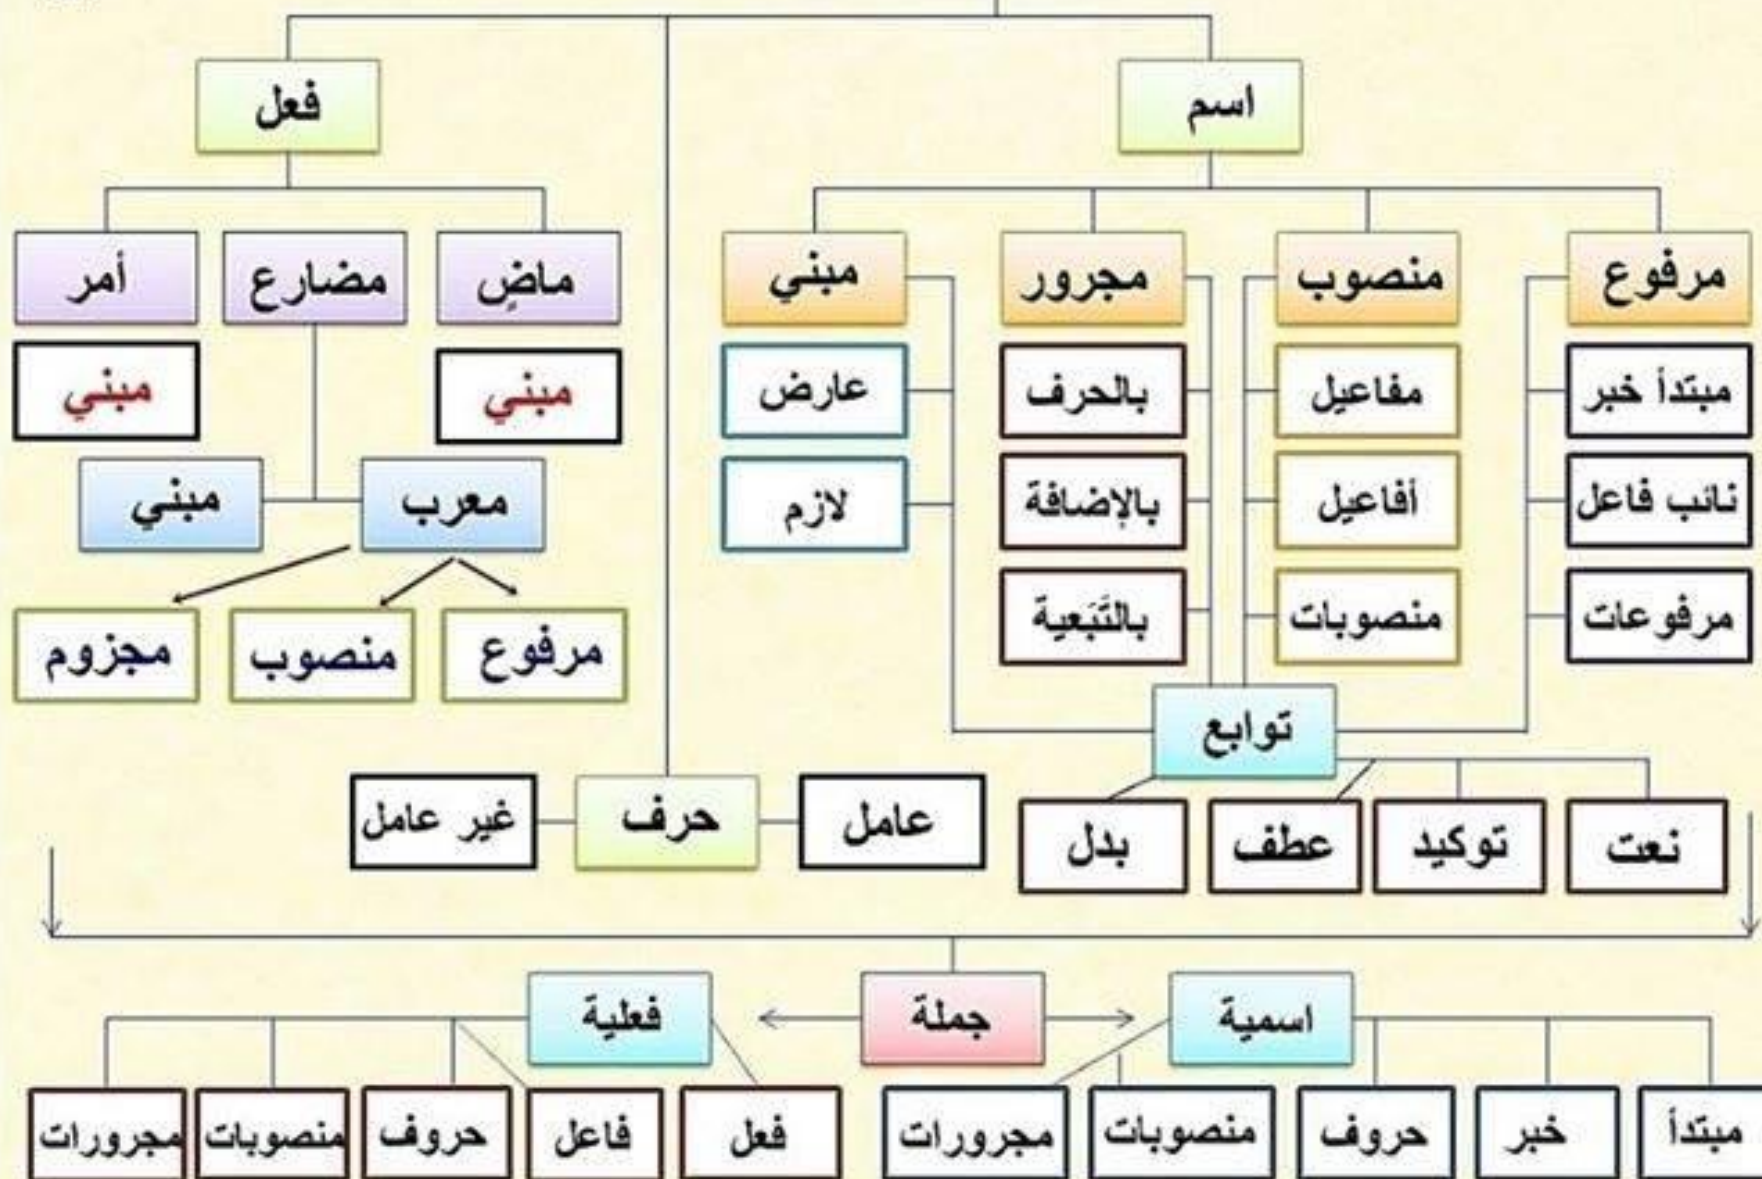 اسم
فعل
مرفوع
منصوب
مجرور
مبني
ماضٍ
مضارع
أمر
مبتدأ خبر
مفاعيل
بالحرف
عارض
مبني
مبني
نائب فاعل
أفاعيل
بالإضافة
لازم
معرب
مبني
مرفوعات
منصوبات
بالتَّبَعية
مرفوع
منصوب
مجزوم
توابع
نعت
توكيد
عطف
بدل
عامل
حرف
غير عامل
اسمية
جملة
فعلية
مبتدأ
خبر
حروف
منصوبات
مجرورات
فعل
فاعل
حروف
منصوبات
مجرورات